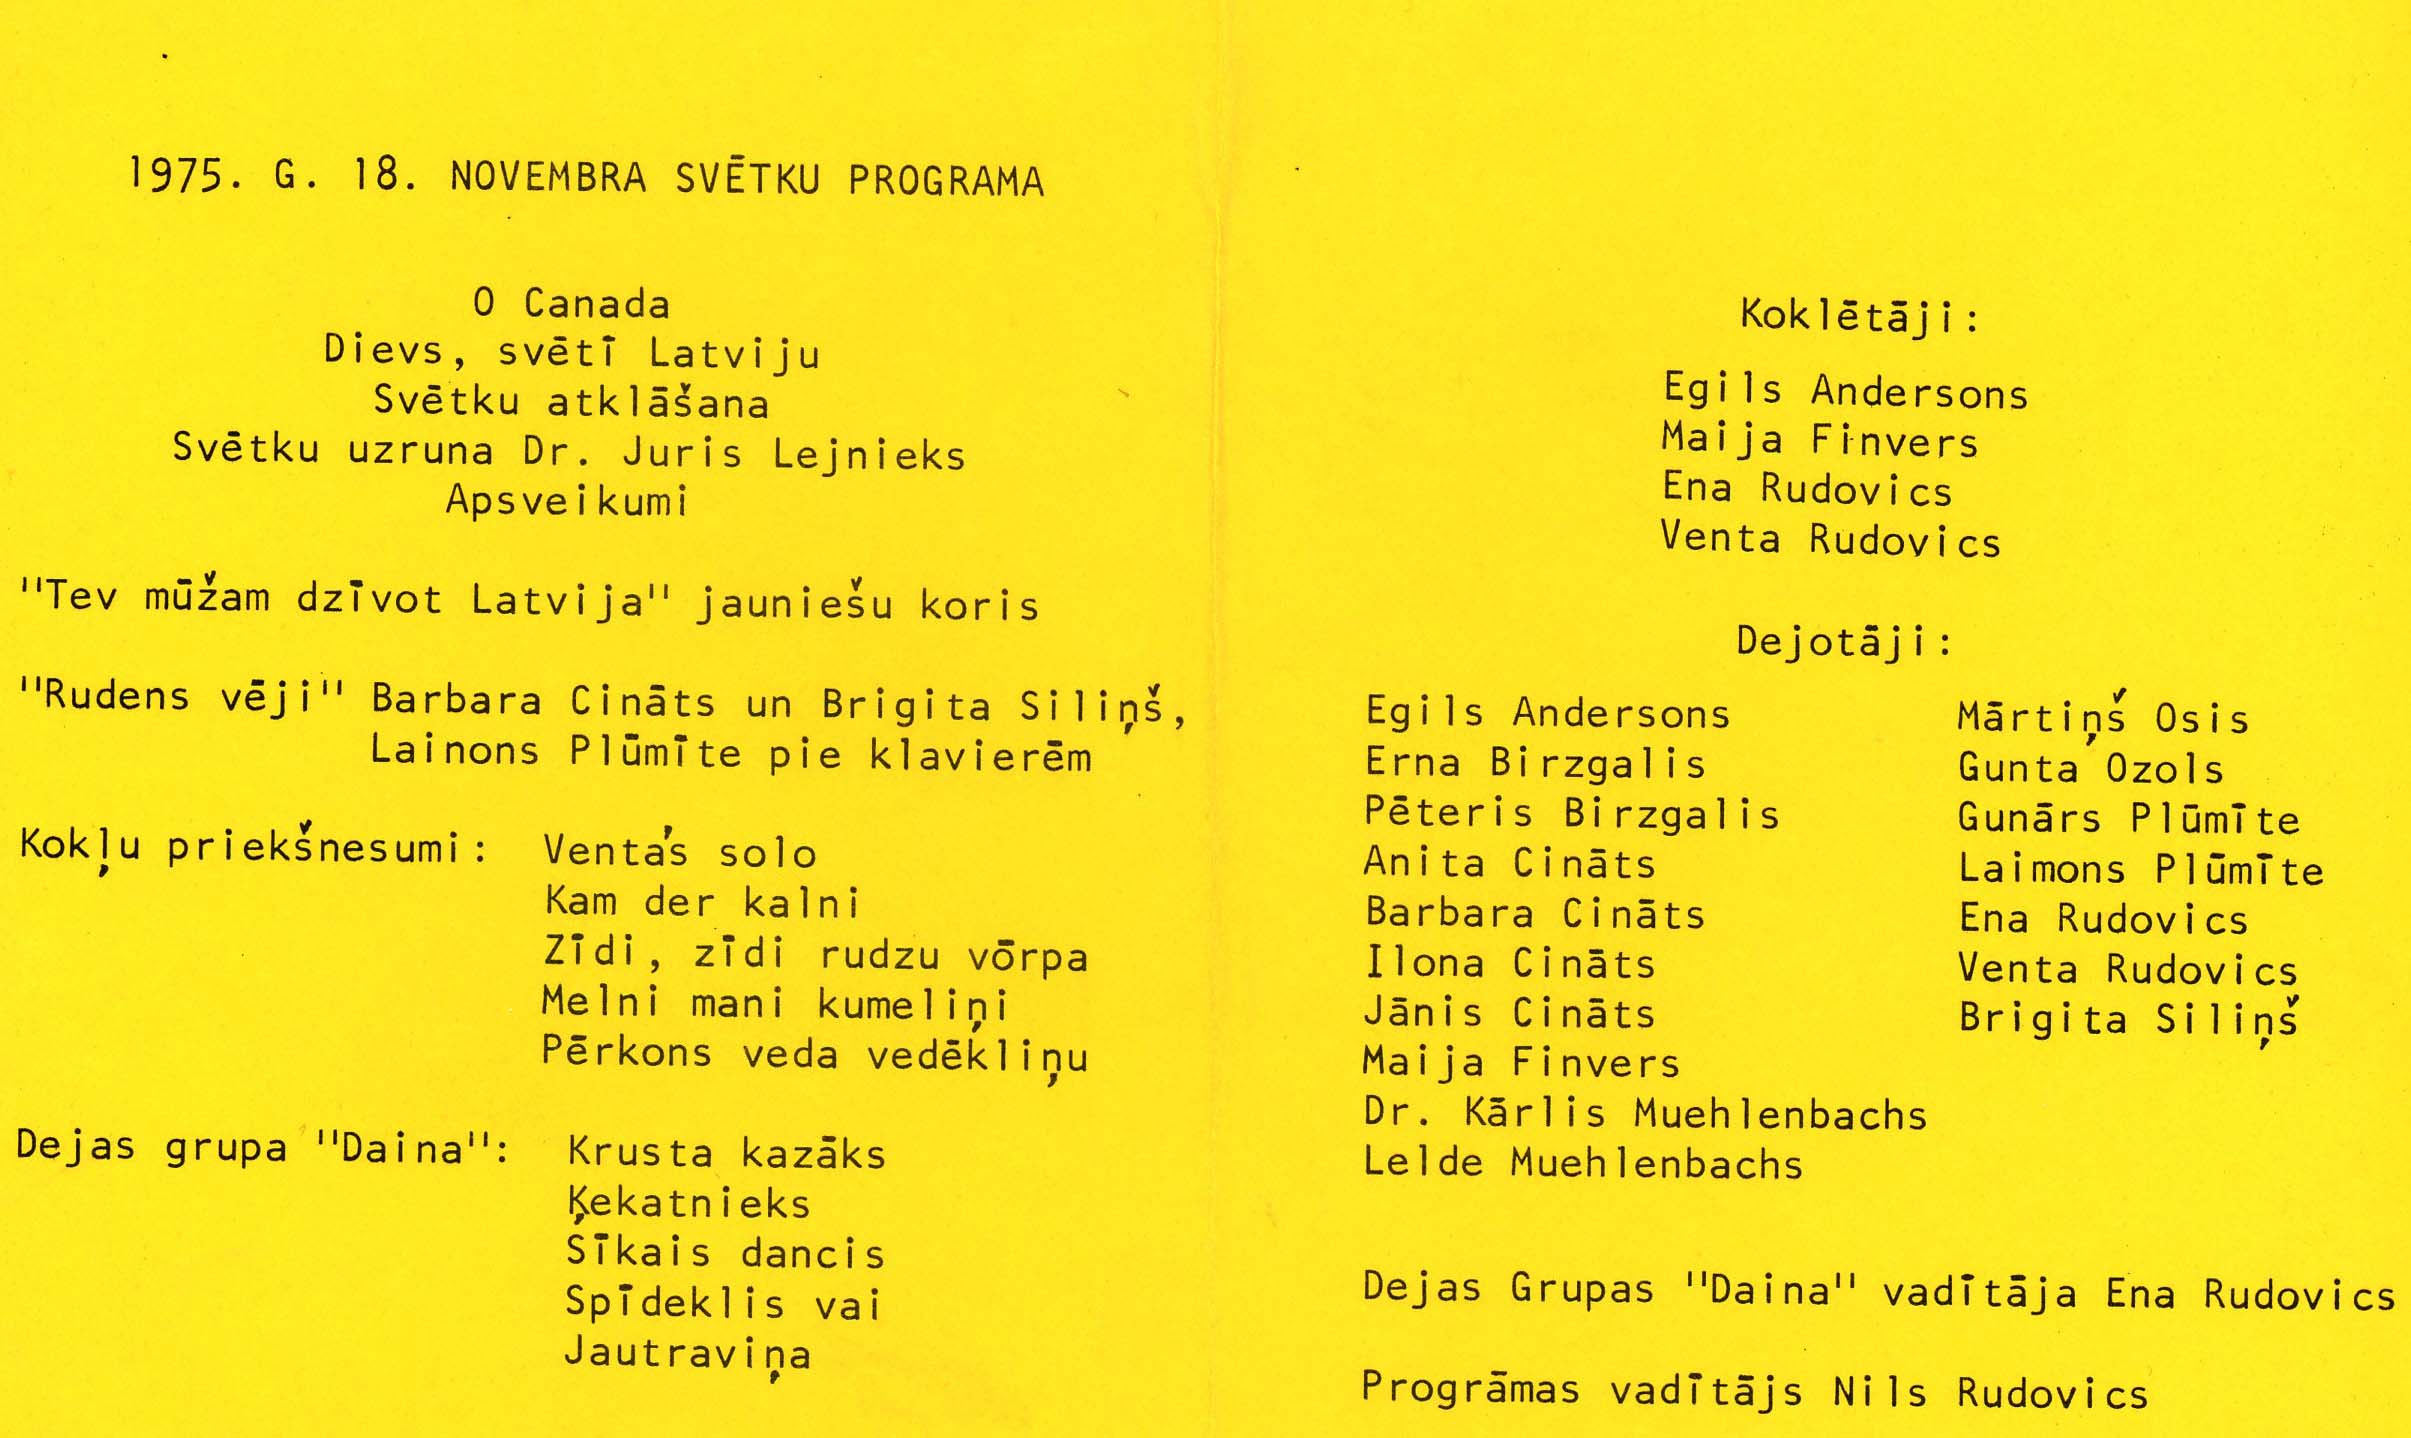 1975. G. 18. NOVEMBRA SVĒTKU PROGRAMA
O Canada
Dievs, svētī Latviju
Svētku atklāšana
Svētku uzruna Dr. Juris Lejnieks
Apsveikumi
"Tev mūžam dzīvot Latvija" jauniešu koris
"Rudens vēji" Barbara Cināts un Brigita Siliņš,
Lainons Plūmīte pie klavierēm
Kokļu priekšnesumi: Venta's solo
Kam der kalni
Zīdi, zīdi rudzu vōrpa
Melni mani kumeliņi
Pērkons veda vedēkliņu
Dejas grupa "Daina": Krusta kazāks
Ķekatnieks
Sīkais dancis
Spīdeklis vai
Jautraviņa
Koklētāji:
Egils Andersons
Maija Finvers
Ena Rudovics
Venta Rudovics
Dejotāji:
Egils Andersons
Erna Birzgalis
Pēteris Birzgalis
Anita Cināts
Barbara Cināts
Ilona Cināts
Jānis Cināts
Maija Finvers
Dr. Kārlis Muehlenbachs
Lelde Muehlenbachs
Mārtiņš Osis
Gunta Ozols
Gunārs Plūmīte
Laimons Plūmīte
Ena Rudovics
Venta Rudovics
Brigita Siliņš
Dejas Grupas "Daina" vadītāja Ena Rudovics
Progrāmas vadītājs Nils Rudovics